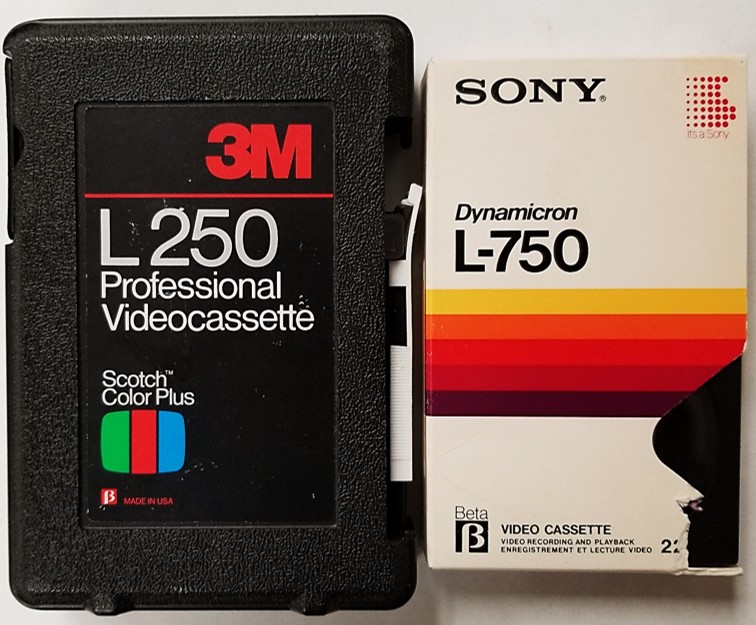 3M
L 250
Professional
Videocassette
Scotch™
Color Plus
β MADE IN USA
SONY®
It's a Sony
Dynamicron
L-750
Beta
β
VIDEO CASSETTE
VIDEO RECORDING AND PLAYBACK
ENREGISTREMENT ET LECTURE VIDEO